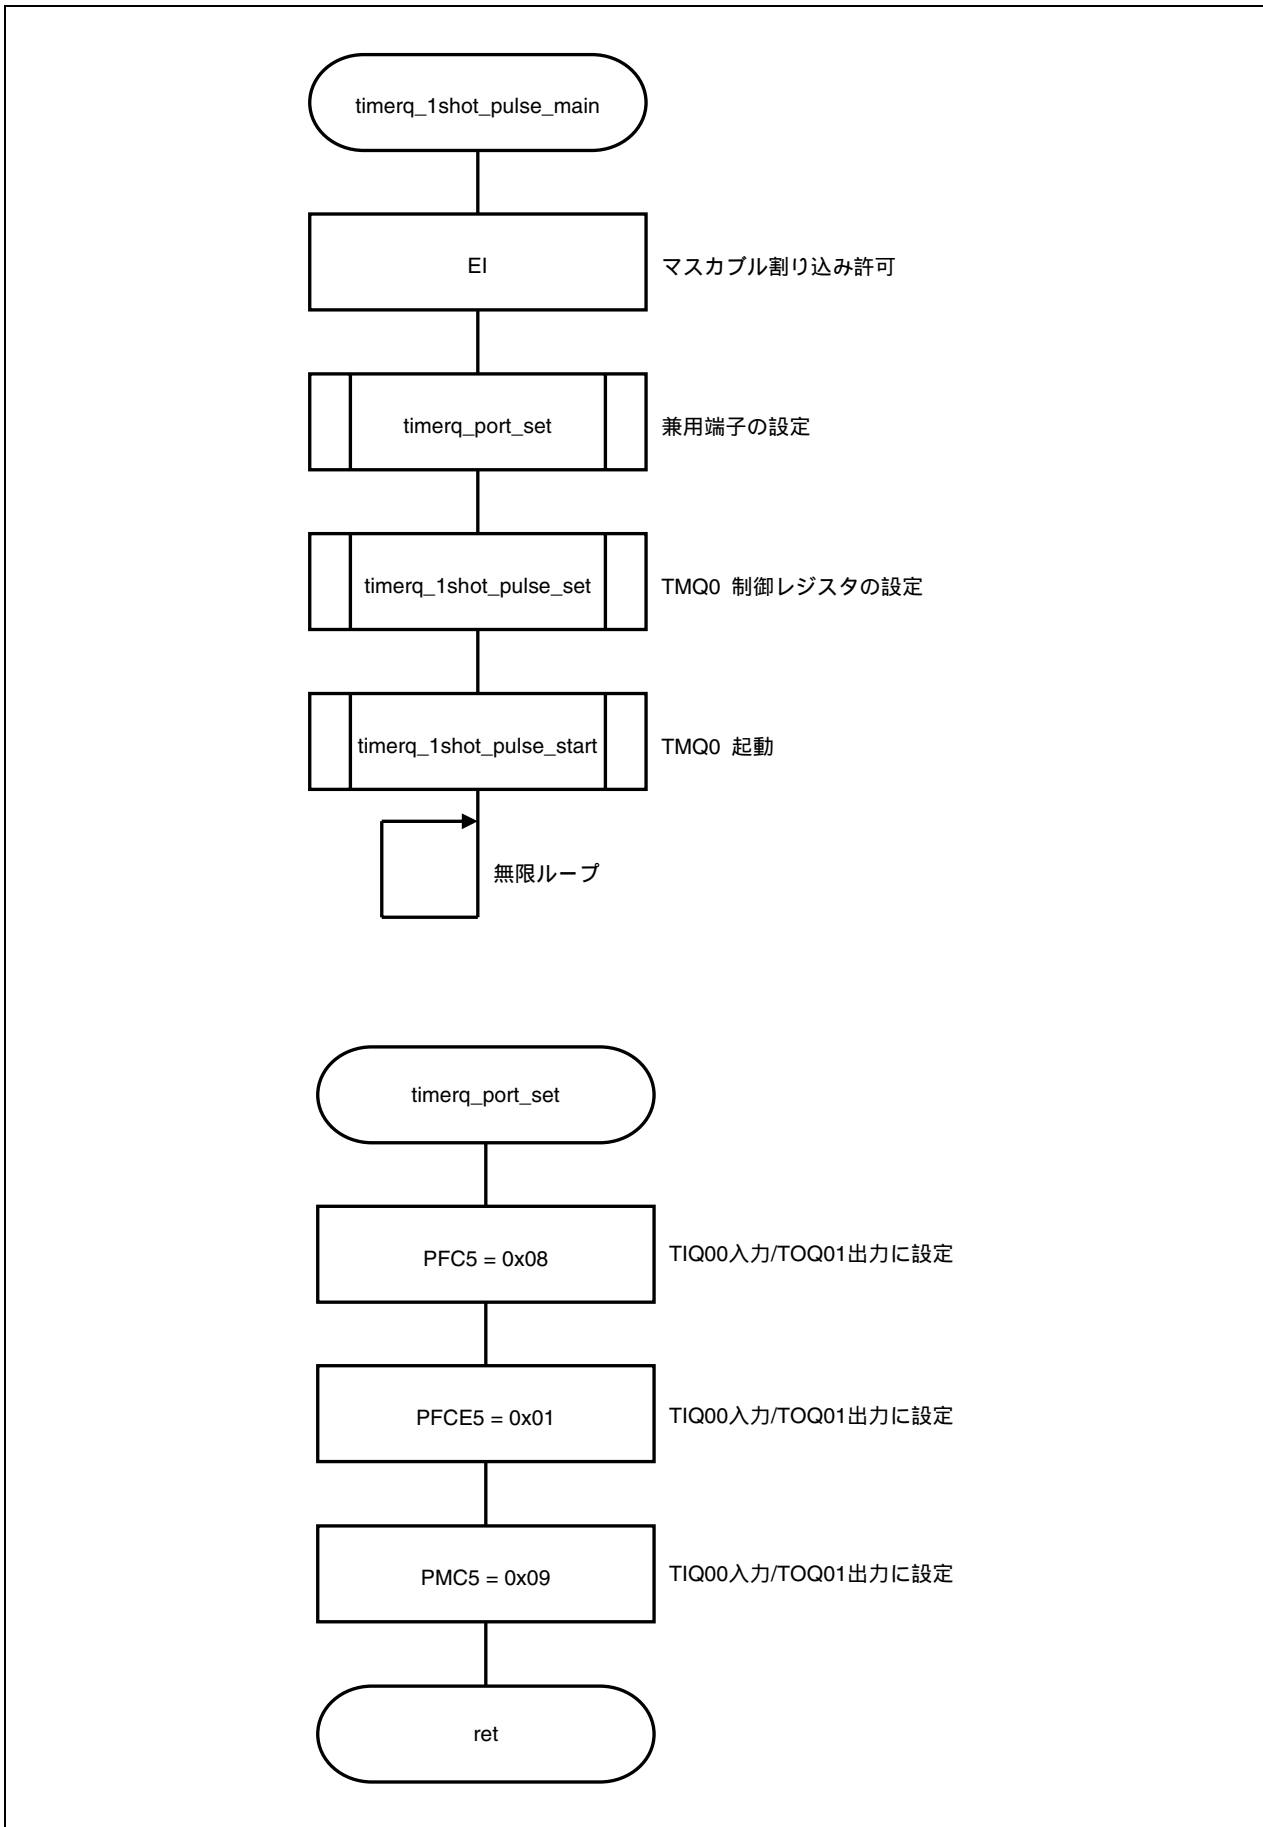 timerq_1shot_pulse_main
EI
マスカブル割り込み許可
timerq_port_set
兼用端子の設定
timerq_1shot_pulse_set
TMQ0 制御レジスタの設定
timerq_1shot_pulse_start
TMQ0 起動
無限ループ
timerq_port_set
PFC5 = 0x08
TIQ00入力/TOQ01出力に設定
PFCE5 = 0x01
TIQ00入力/TOQ01出力に設定
PMC5 = 0x09
TIQ00入力/TOQ01出力に設定
ret